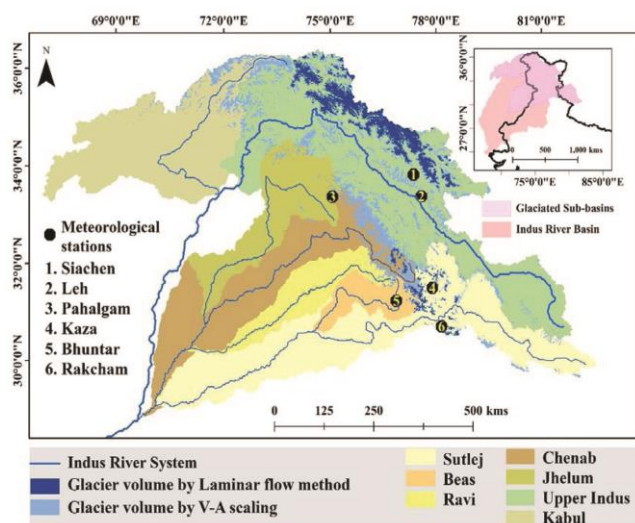 69°0'0"N 72°0'0"N 75°0'0"N 78°0'0"N 81°0'0"N
N
36°0'0"N
34°0'0"N
32°0'0"N
30°0'0"N
36°0'0"N
27°0'0"N
0 500 1,000 kms
75°0'0"E 85°0'0"E
Glaciated Sub-basins
Indus River Basin
Meteorological
stations
1. Siachen
2. Leh
3. Pahalgam
4. Kaza
5. Bhuntar
6. Rakcham
1
2
3
4
5
6
0 125 250 375 500 kms
Indus River System
Glacier volume by Laminar flow method
Glacier volume by V-A scaling
Sutlej
Beas
Ravi
Chenab
Jhelum
Upper Indus
Kabul